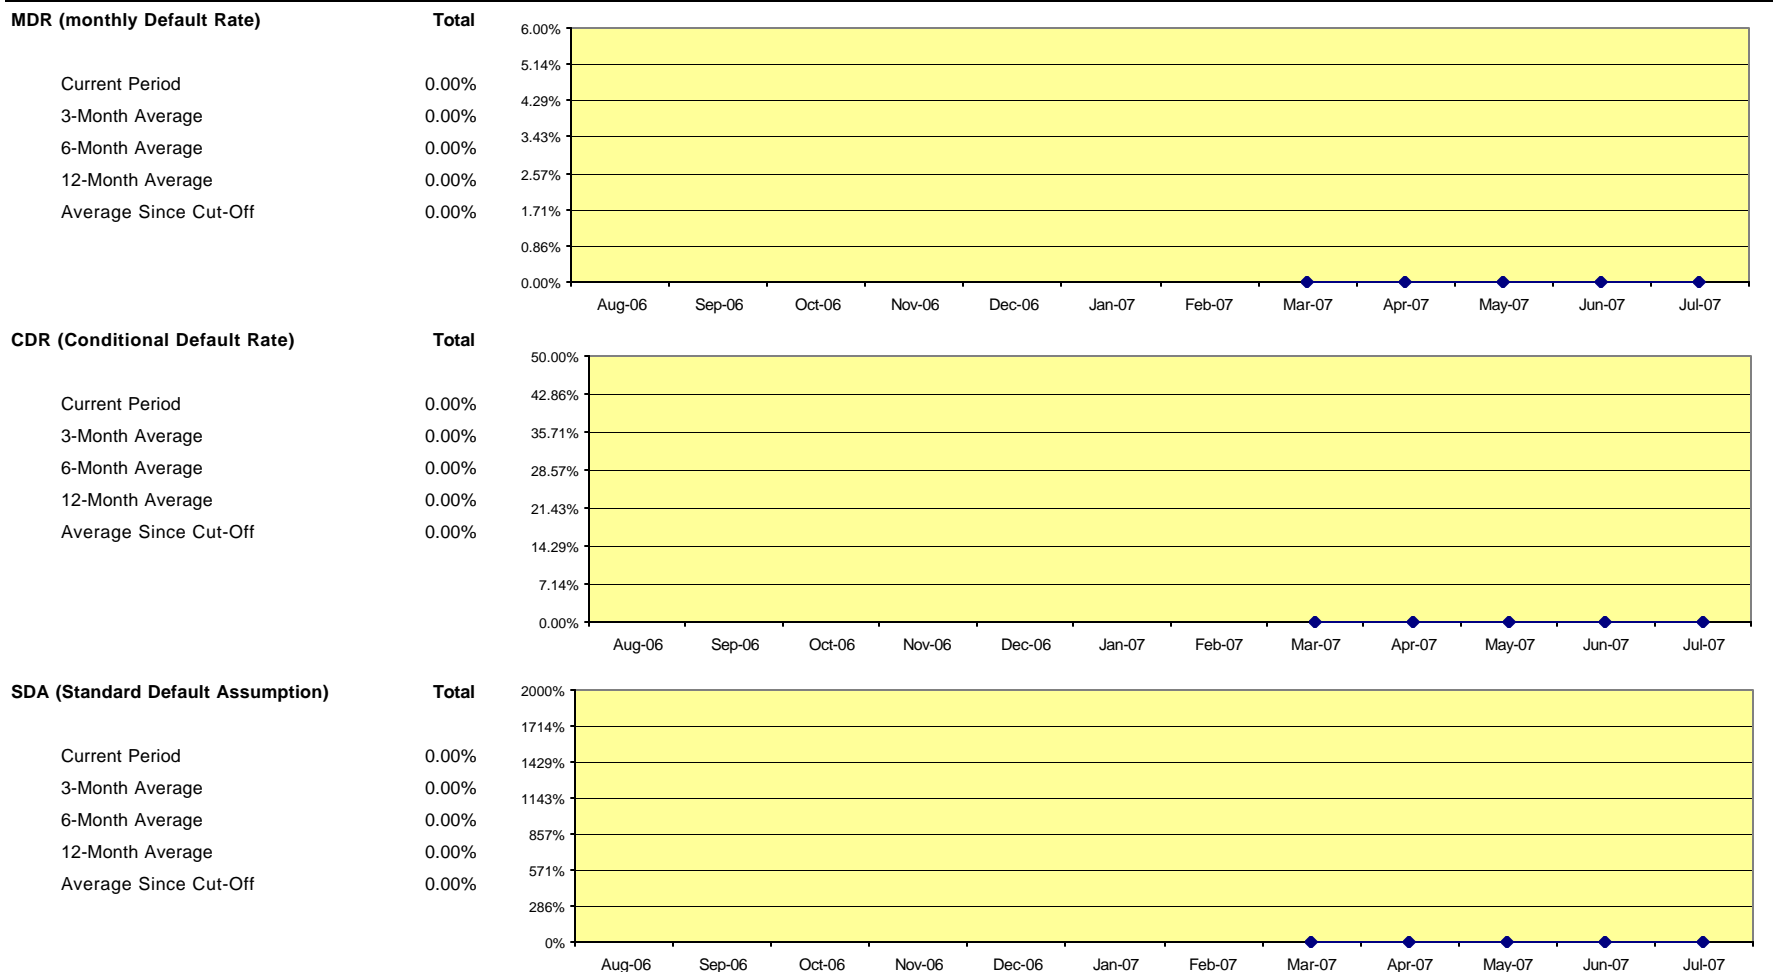 MDR (monthly Default Rate) Total
Current Period 0.00%
3-Month Average 0.00%
6-Month Average 0.00%
12-Month Average 0.00%
Average Since Cut-Off 0.00%
6.00%
5.14%
4.29%
3.43%
2.57%
1.71%
0.86%
0.00%
Aug-06 Sep-06 Oct-06 Nov-06 Dec-06 Jan-07 Feb-07 Mar-07 Apr-07 May-07 Jun-07 Jul-07
CDR (Conditional Default Rate) Total
Current Period 0.00%
3-Month Average 0.00%
6-Month Average 0.00%
12-Month Average 0.00%
Average Since Cut-Off 0.00%
50.00%
42.86%
35.71%
28.57%
21.43%
14.29%
7.14%
0.00%
Aug-06 Sep-06 Oct-06 Nov-06 Dec-06 Jan-07 Feb-07 Mar-07 Apr-07 May-07 Jun-07 Jul-07
SDA (Standard Default Assumption) Total
Current Period 0.00%
3-Month Average 0.00%
6-Month Average 0.00%
12-Month Average 0.00%
Average Since Cut-Off 0.00%
2000%
1714%
1429%
1143%
857%
571%
286%
0%
Aug-06 Sep-06 Oct-06 Nov-06 Dec-06 Jan-07 Feb-07 Mar-07 Apr-07 May-07 Jun-07 Jul-07